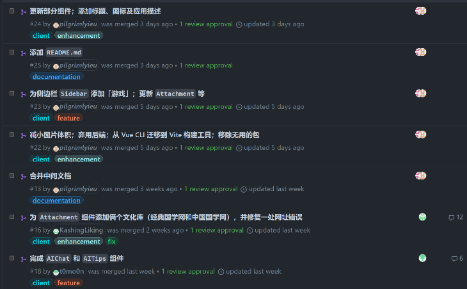 更新部分组件；添加标题、图标及应用描述
#24 by pilgrimlyieu was merged 3 days ago • 1 review approval updated 3 days ago
client enhancement
添加 README.md
#25 by pilgrimlyieu was merged 3 days ago • 1 review approval
documentation
为侧边栏 Sidebar 添加「游戏」；更新 Attachment 等
#23 by pilgrimlyieu was merged 5 days ago • 1 review approval updated 5 days ago
client feature
减小图片体积；弃用后端；从 Vue CLI 迁移到 Vite 构建工具；移除无用的包
#22 by pilgrimlyieu was merged 5 days ago • 1 review approval updated 5 days ago
client enhancement
合并中间文档
#13 by pilgrimlyieu was merged 3 weeks ago • 1 review approval updated last week
documentation
为 Attachment 组件添加两个文化库（经典国学网和中国国学网），并修复一处网址错误
#16 by KashingLiking was merged 2 weeks ago • 1 review approval updated last week
12
client enhancement fix
完成 AIChat 和 AITips 组件
#18 by t0mo0n was merged last week • 1 review approval updated last week
6
client feature